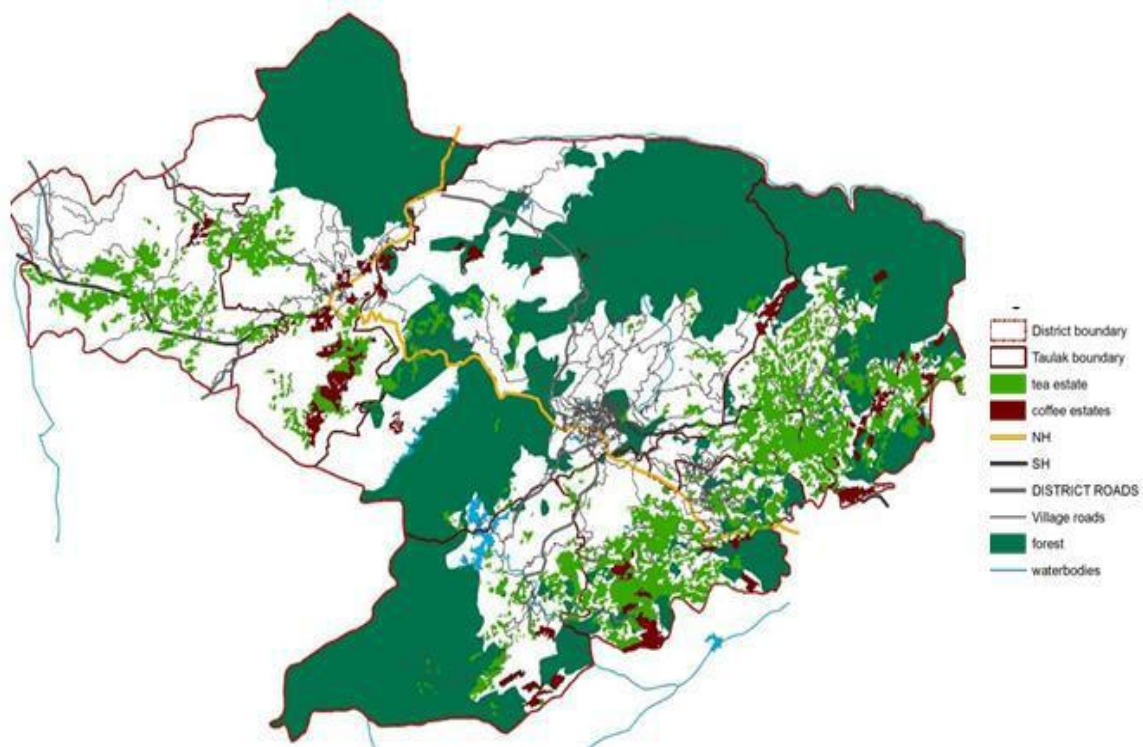 District boundary
Taulak boundary
tea estate
coffee estates
NH
SH
DISTRICT ROADS
Village roads
forest
waterbodies